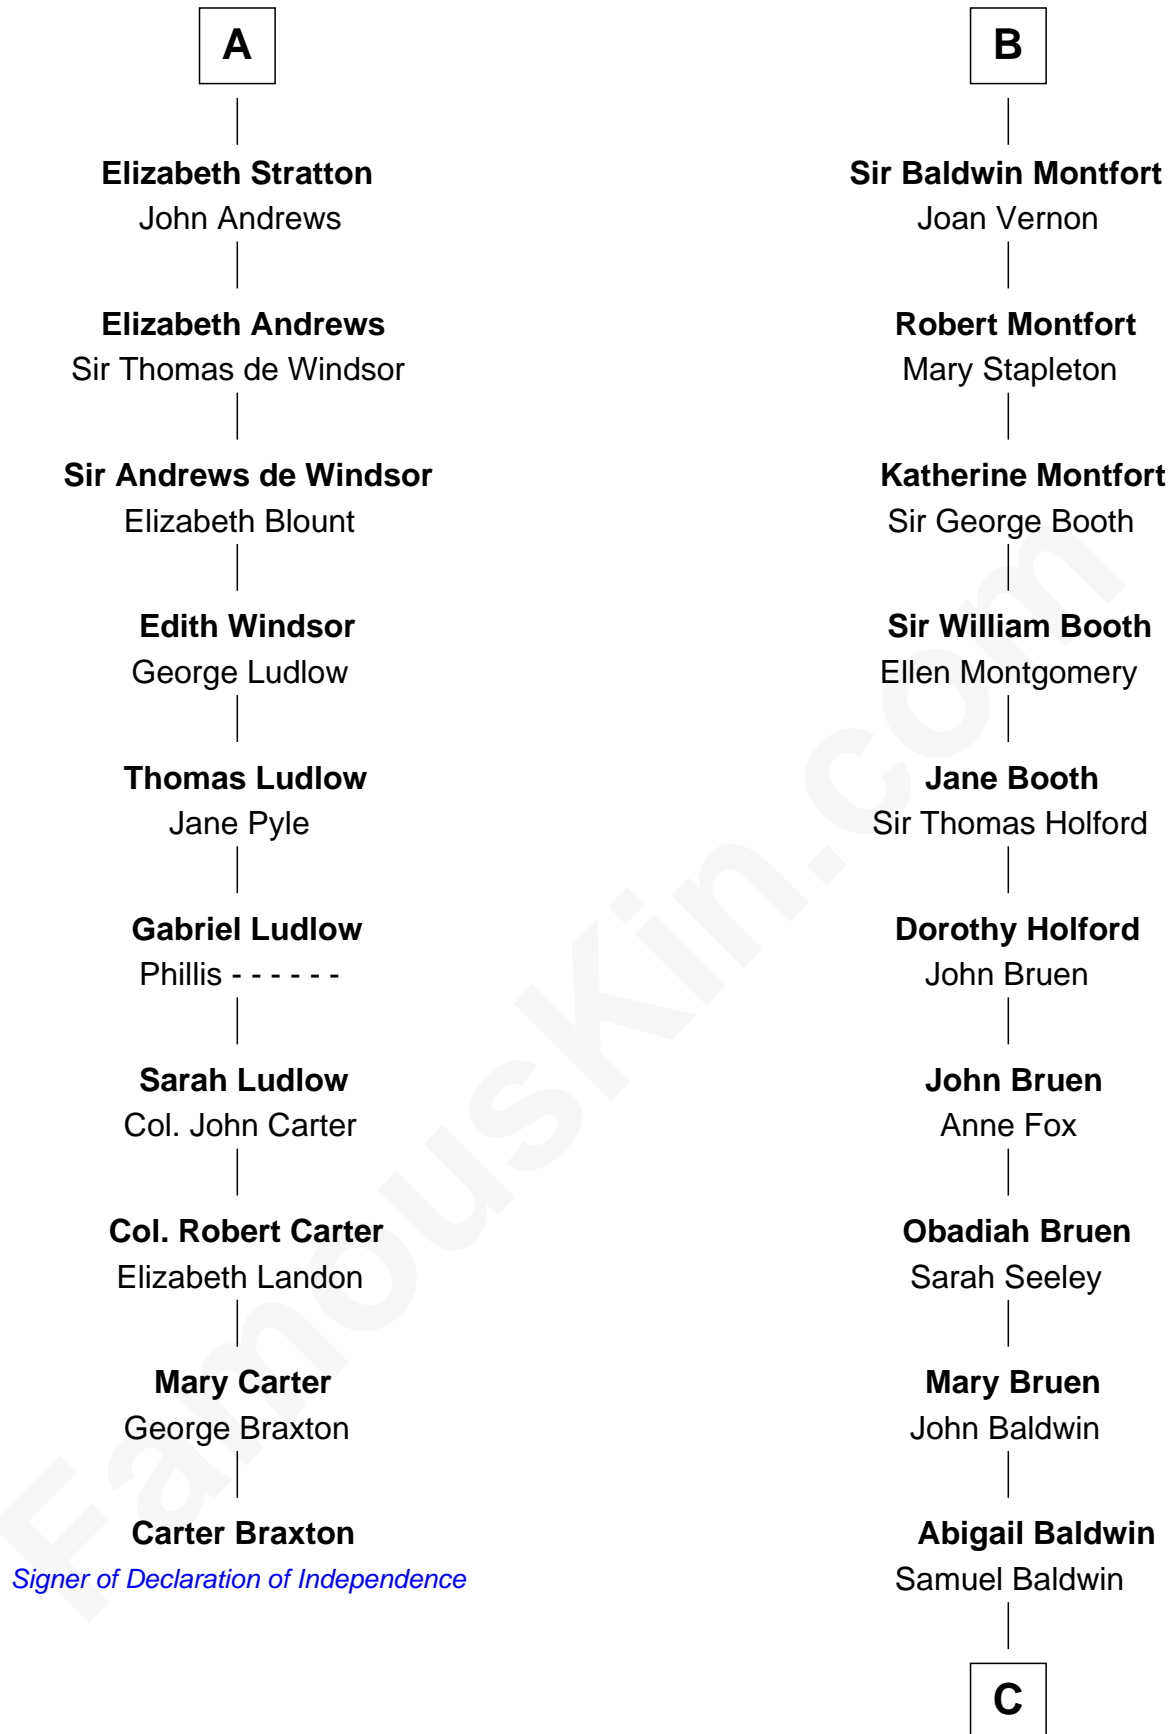 A
Elizabeth Stratton
John Andrews
Elizabeth Andrews
Sir Thomas de Windsor
Sir Andrews de Windsor
Elizabeth Blount
Edith Windsor
George Ludlow
Thomas Ludlow
Jane Pyle
Gabriel Ludlow
Phillis - - - - - -
Sarah Ludlow
Col. John Carter
Col. Robert Carter
Elizabeth Landon
Mary Carter
George Braxton
Carter Braxton
Signer of Declaration of Independence
B
Sir Baldwin Montfort
Joan Vernon
Robert Montfort
Mary Stapleton
Katherine Montfort
Sir George Booth
Sir William Booth
Ellen Montgomery
Jane Booth
Sir Thomas Holford
Dorothy Holford
John Bruen
John Bruen
Anne Fox
Obadiah Bruen
Sarah Seeley
Mary Bruen
John Baldwin
Abigail Baldwin
Samuel Baldwin
C
FamousKin.com